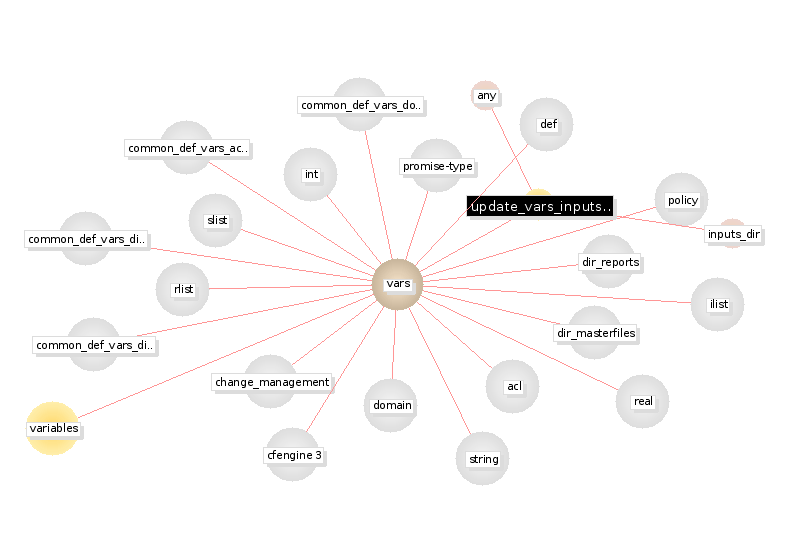 any
common_def_vars_do..
def
common_def_vars_ac..
promise-type
int
policy
update_vars_inputs..
slist
inputs_dir
common_def_vars_di..
dir_reports
vars
rlist
ilist
dir_masterfiles
common_def_vars_di..
change_management
acl
real
domain
variables
cfengine 3
string